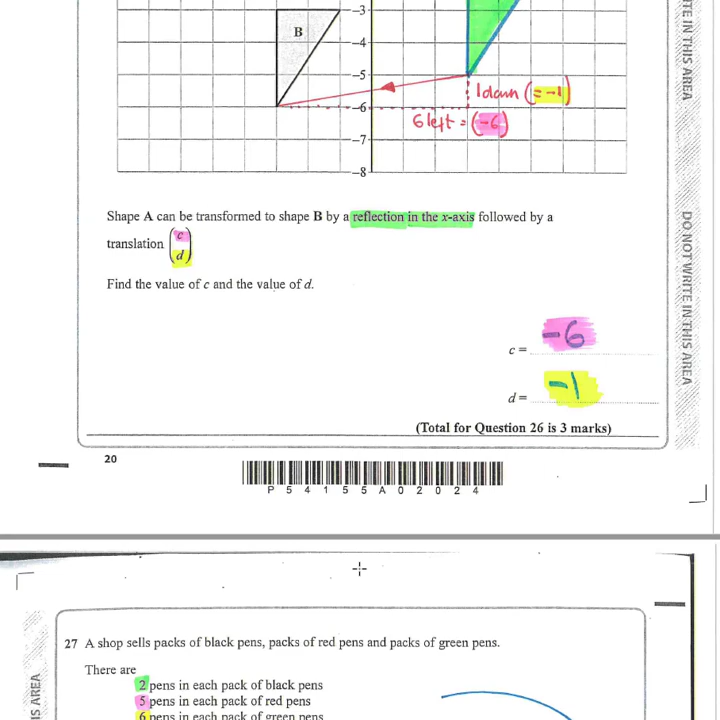 -3
B
-4
-5
1 down (= -1)
-6
6 left = (-6)
-7
-8
Shape A can be transformed to shape B by a reflection in the x-axis followed by a
translation (c
d)
Find the value of c and the value of d.
c = -6
d = -1
(Total for Question 26 is 3 marks)
20
P 5 4 1 5 5 A 0 2 0 2 4
27 A shop sells packs of black pens, packs of red pens and packs of green pens.
There are
2 pens in each pack of black pens
5 pens in each pack of red pens
6 pens in each pack of green pens
DO NOT WRITE IN THIS AREA